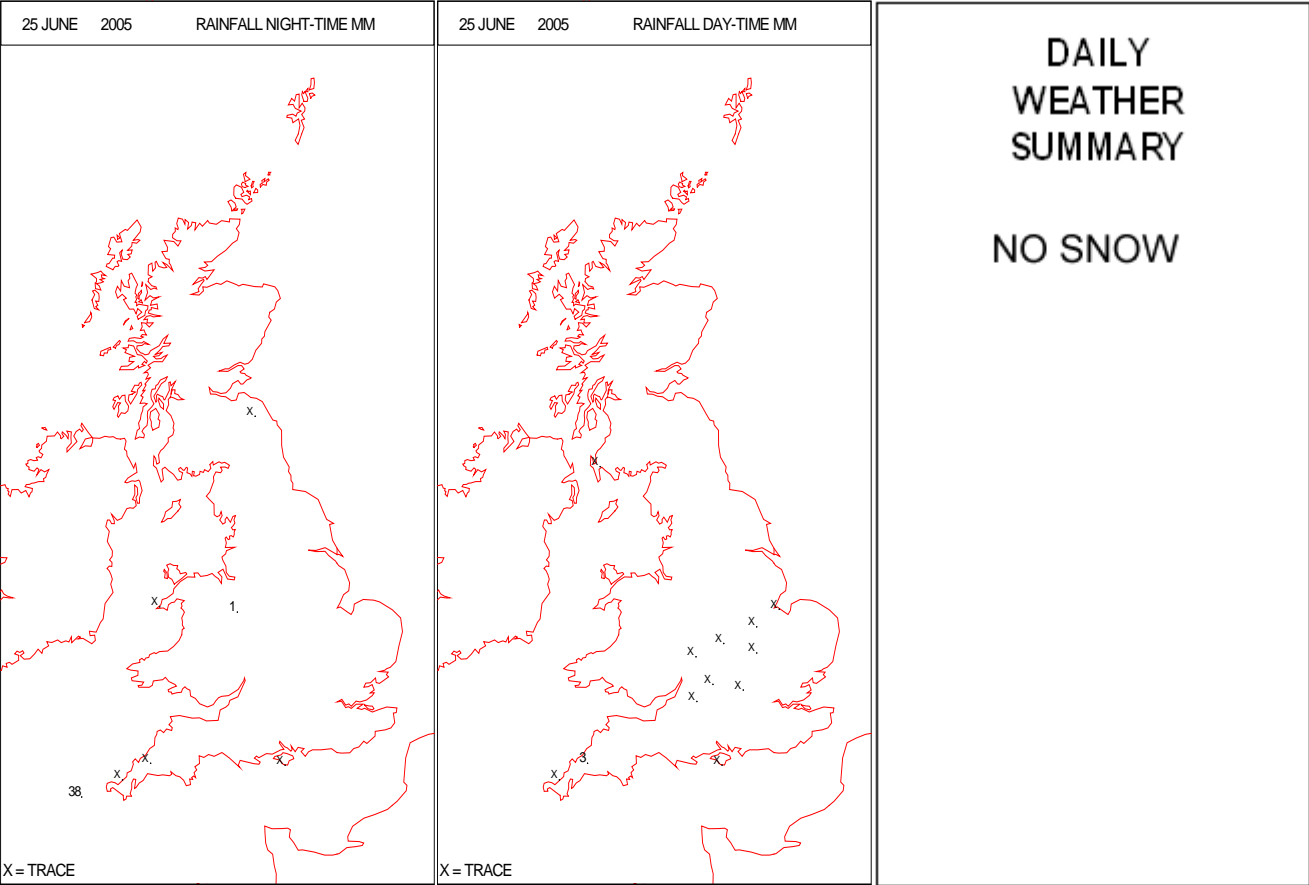 25 JUNE 2005 RAINFALL NIGHT-TIME MM
X.
X.
1.
X.
X.
X.
38.
X = TRACE
25 JUNE 2005 RAINFALL DAY-TIME MM
X
X.
X.
X.
X.
X.
X.
X.
X.
3.
X.
X.
X = TRACE
DAILY
WEATHER
SUMMARY
NO SNOW